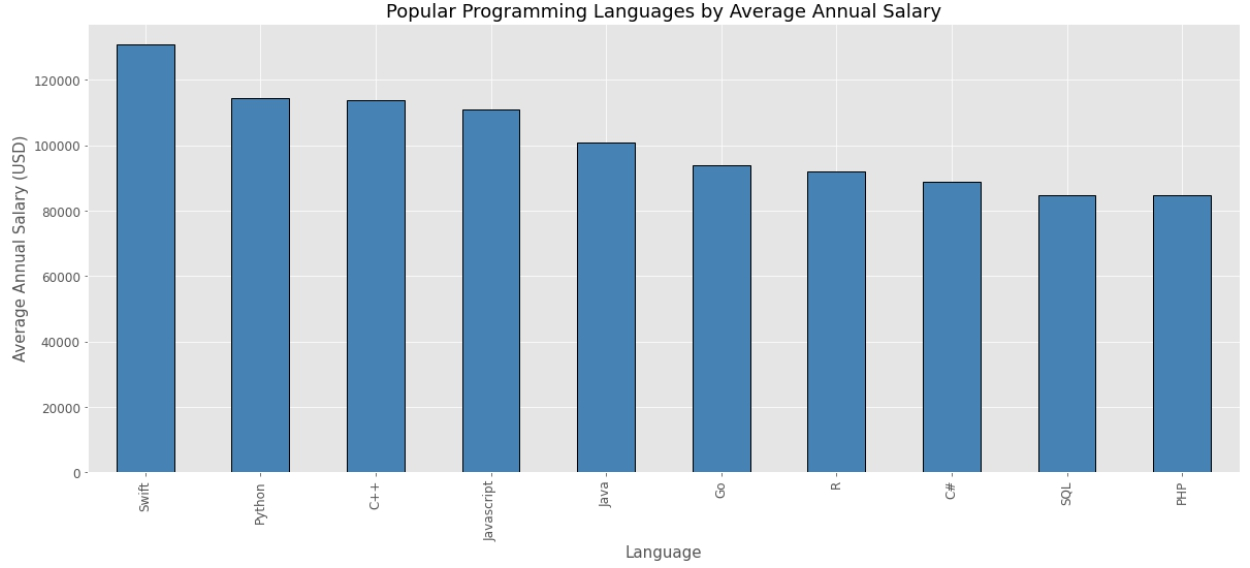 Popular Programming Languages by Average Annual Salary
Average Annual Salary (USD)
120000
100000
80000
60000
40000
20000
0
Swift
Python
C++
Javascript
Java
Go
R
C#
SQL
PHP
Language